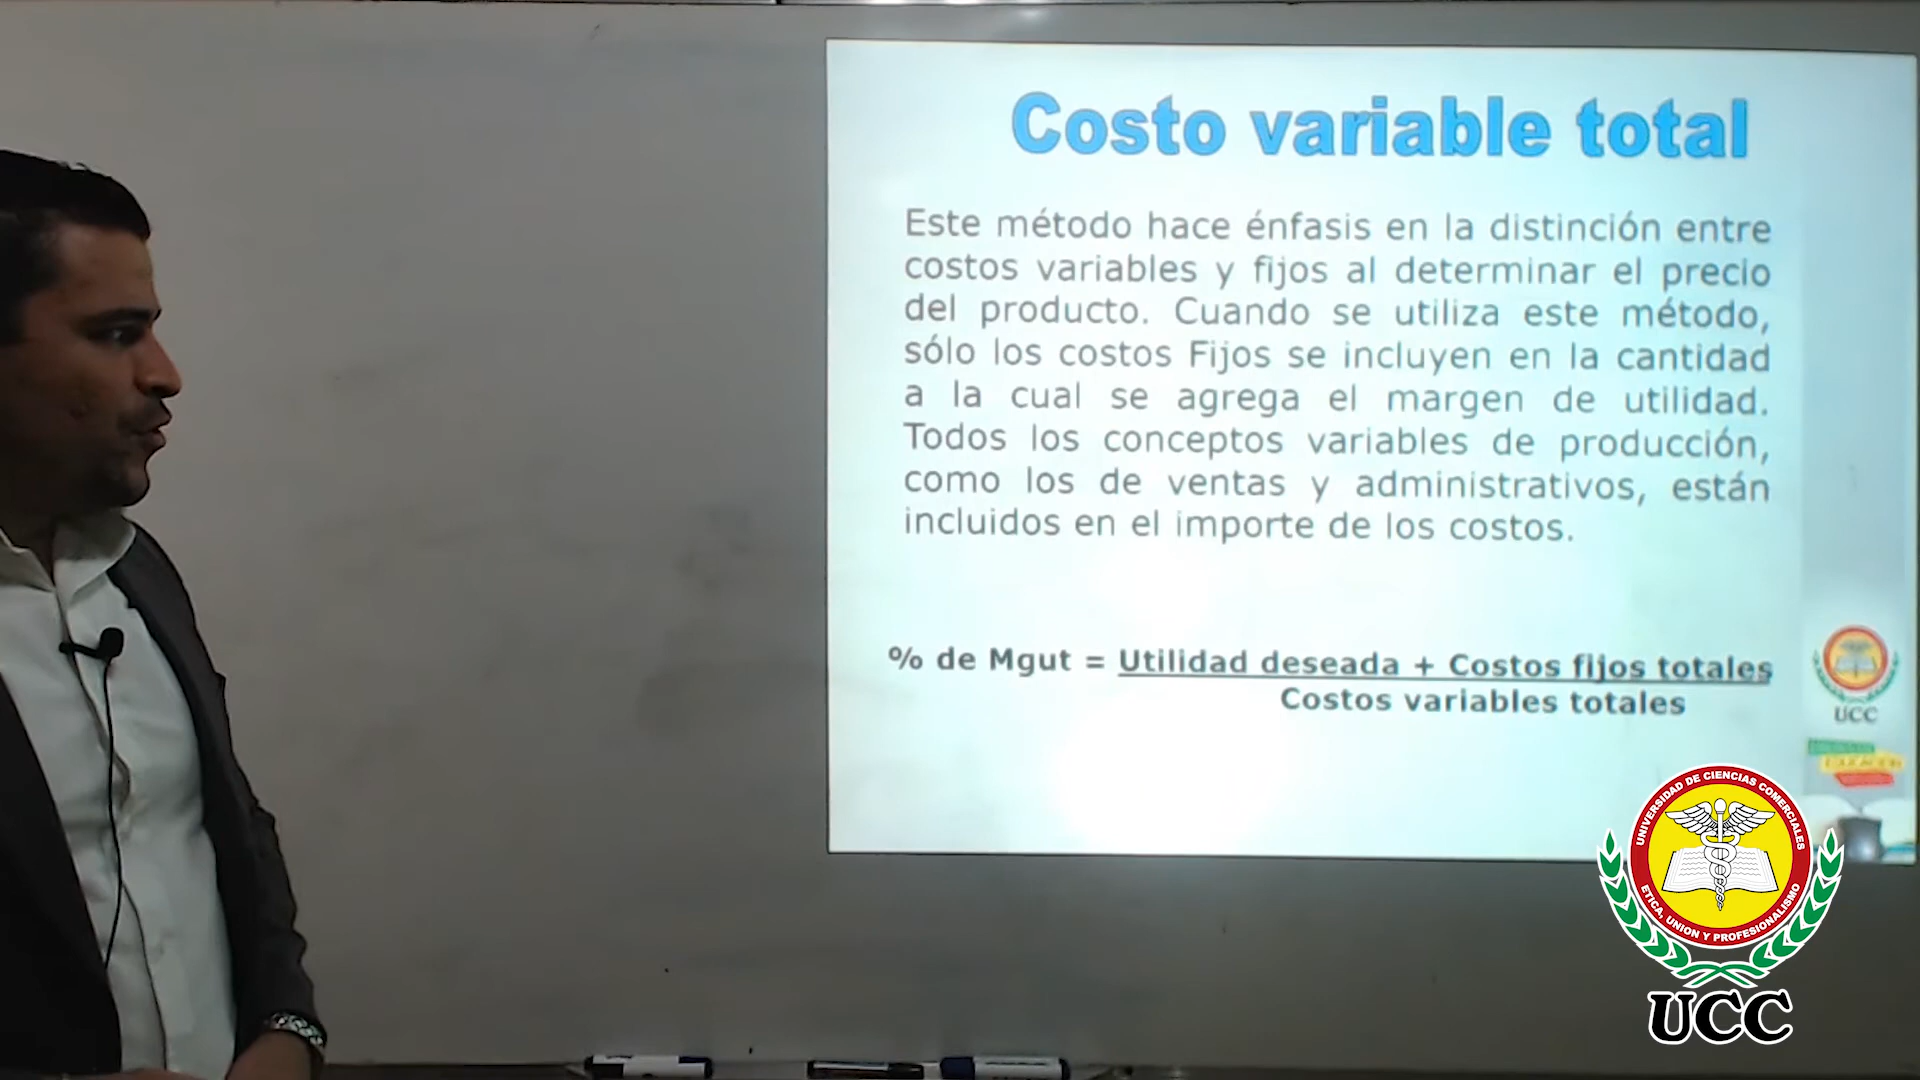 Costo variable total
Este método hace énfasis en la distinción entre
costos variables y fijos al determinar el precio
del producto. Cuando se utiliza este método,
sólo los costos Fijos se incluyen en la cantidad
a la cual se agrega el margen de utilidad.
Todos los conceptos variables de producción,
como los de ventas y administrativos, están
incluidos en el importe de los costos.
% de Mgut = Utilidad deseada + Costos fijos totales
Costos variables totales
UCC
UNIVERSIDAD DE CIENCIAS COMERCIALES
ETICA, UNION Y PROFESIONALISMO
UCC